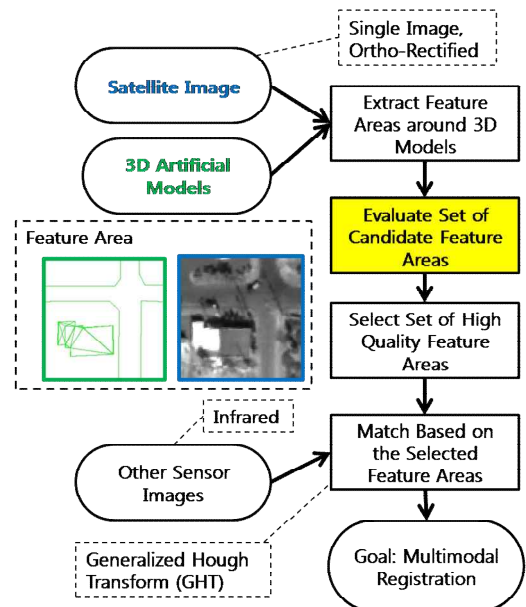 Single Image,
Ortho-Rectified
Satellite Image
Extract Feature
Areas around 3D
Models
3D Artificial
Models
Evaluate Set of
Candidate Feature
Areas
Feature Area
Select Set of High
Quality Feature
Areas
Infrared
Match Based on
the Selected
Feature Areas
Other Sensor
Images
Generalized Hough
Transform (GHT)
Goal: Multimodal
Registration